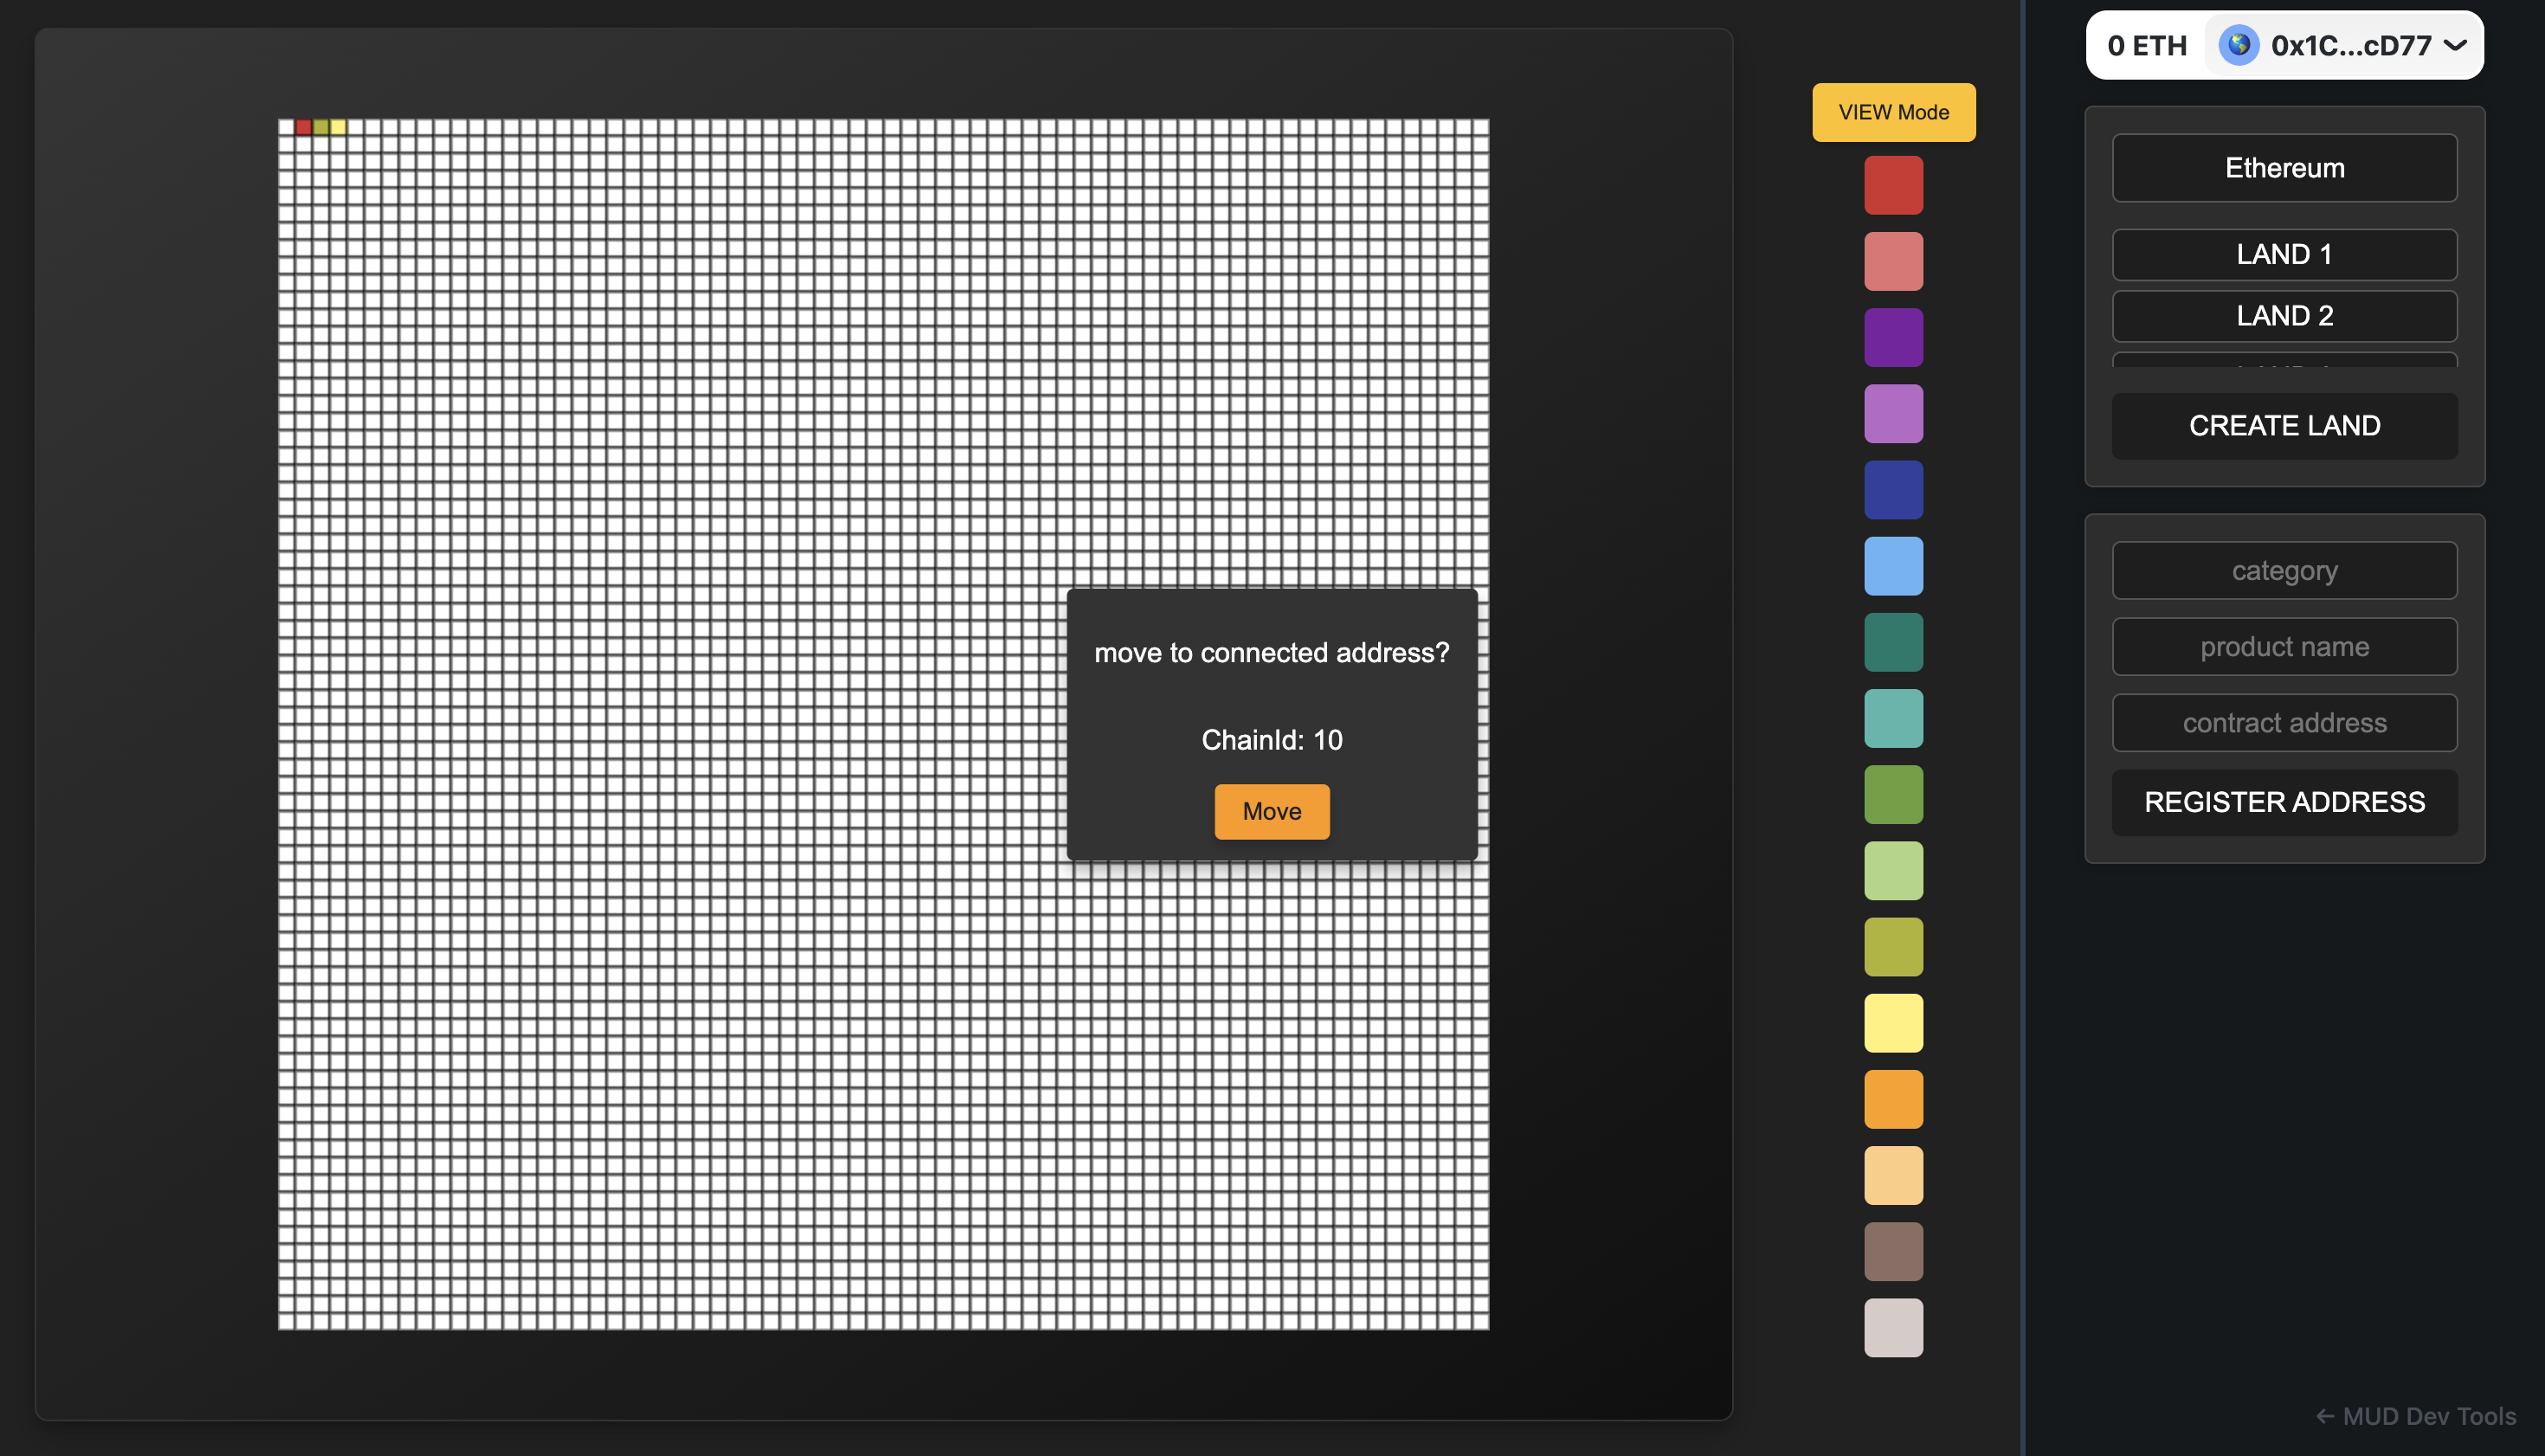 VIEW Mode
move to connected address?
ChainId: 10
Move
0 ETH
0x1C...cD77
Ethereum
LAND 1
LAND 2
CREATE LAND
category
product name
contract address
REGISTER ADDRESS
← MUD Dev Tools